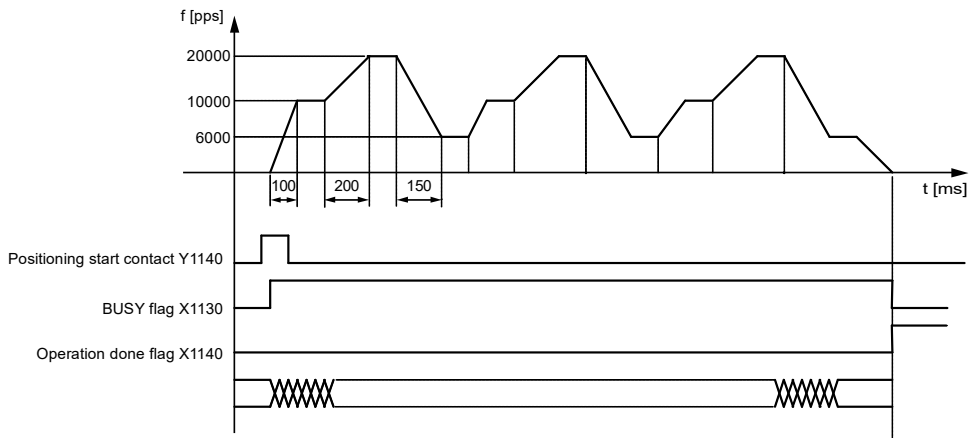 f [pps]
20000
10000
6000
100
200
150
t [ms]
Positioning start contact Y1140
BUSY flag X1130
Operation done flag X1140